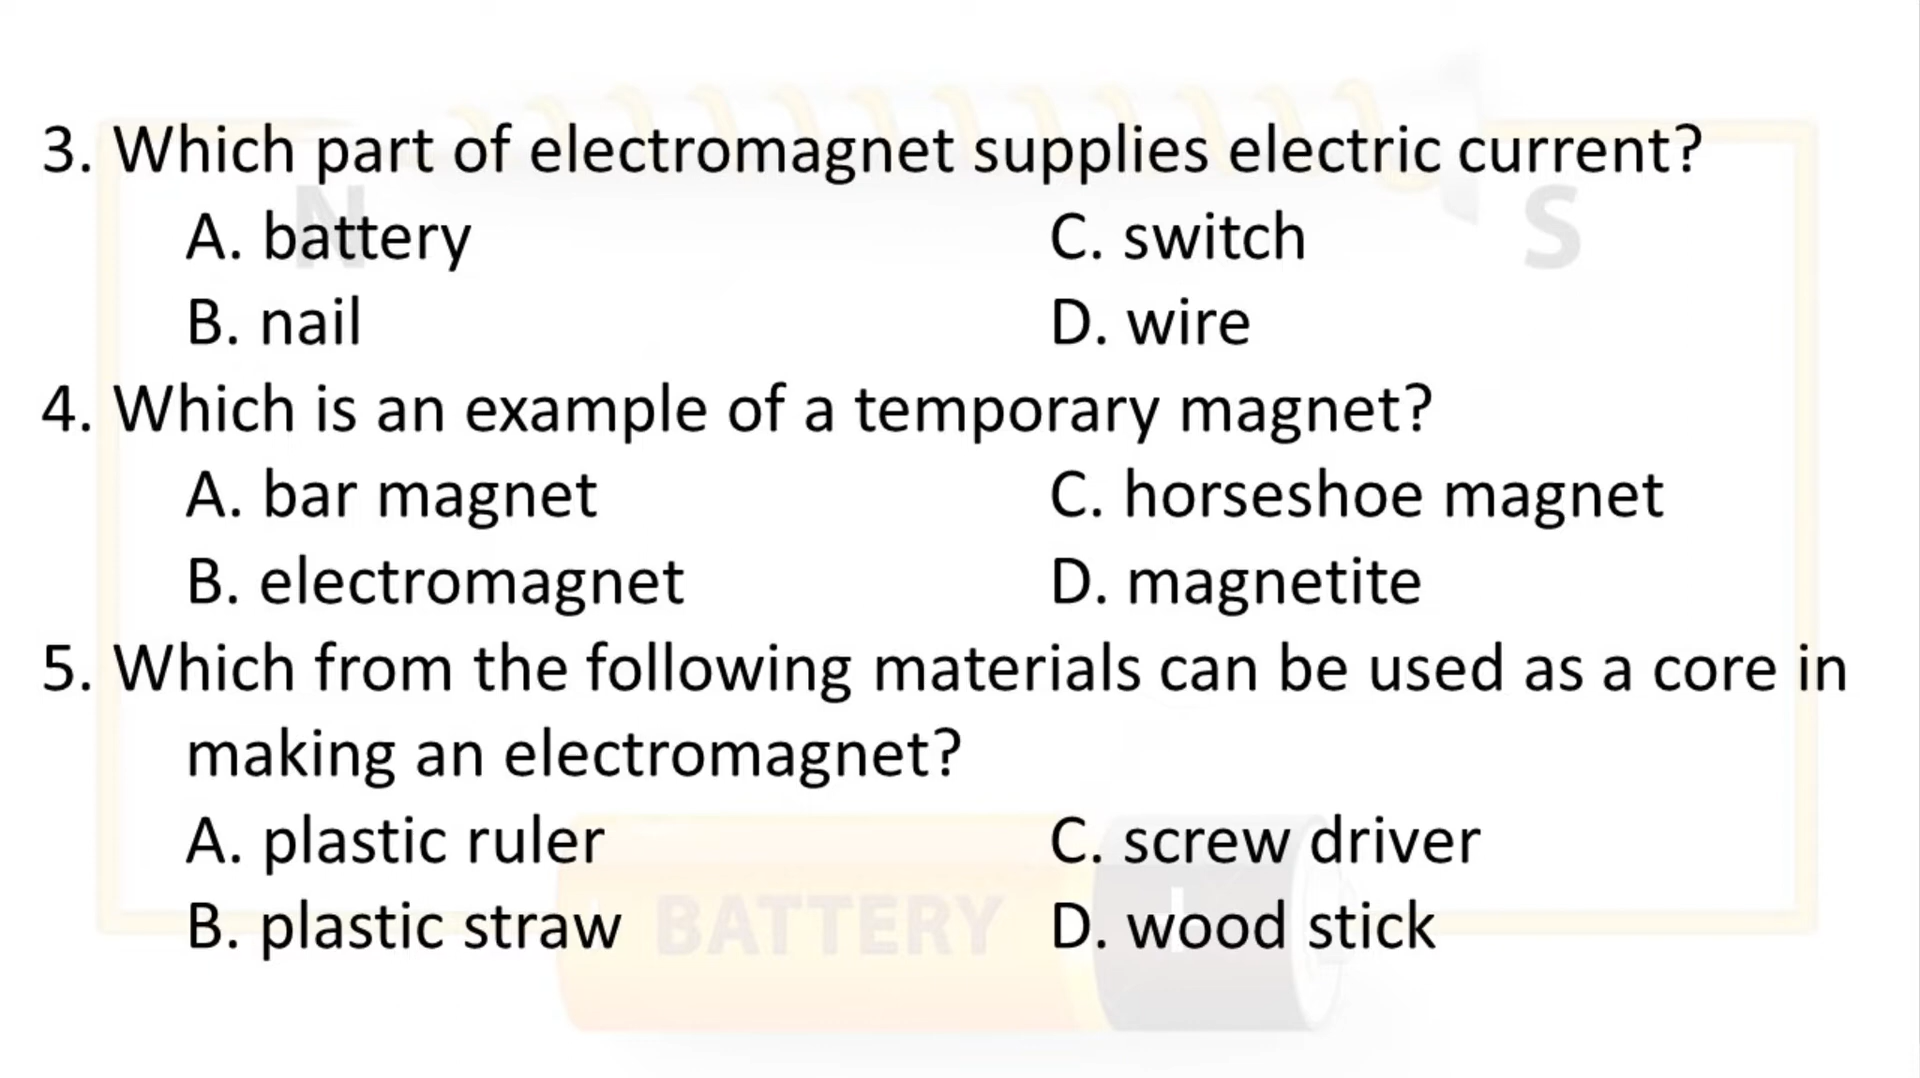 3. Which part of electromagnet supplies electric current?
A. battery C. switch
B. nail D. wire
4. Which is an example of a temporary magnet?
A. bar magnet C. horseshoe magnet
B. electromagnet D. magnetite
5. Which from the following materials can be used as a core in
making an electromagnet?
A. plastic ruler C. screw driver
B. plastic straw D. wood stick
N
S
BATTERY